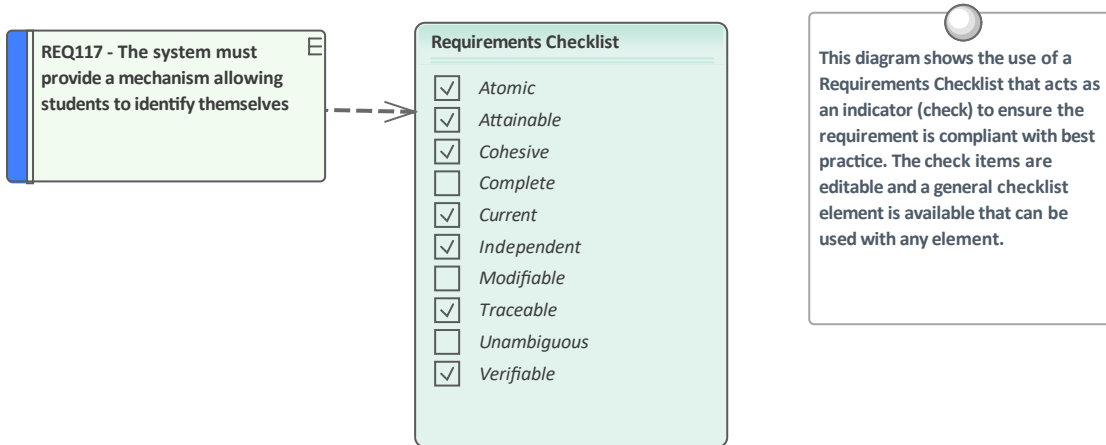 REQ117 - The system must
provide a mechanism allowing
students to identify themselves
E
Requirements Checklist
Atomic
Attainable
Cohesive
Complete
Current
Independent
Modifiable
Traceable
Unambiguous
Verifiable
This diagram shows the use of a
Requirements Checklist that acts as
an indicator (check) to ensure the
requirement is compliant with best
practice. The check items are
editable and a general checklist
element is available that can be
used with any element.